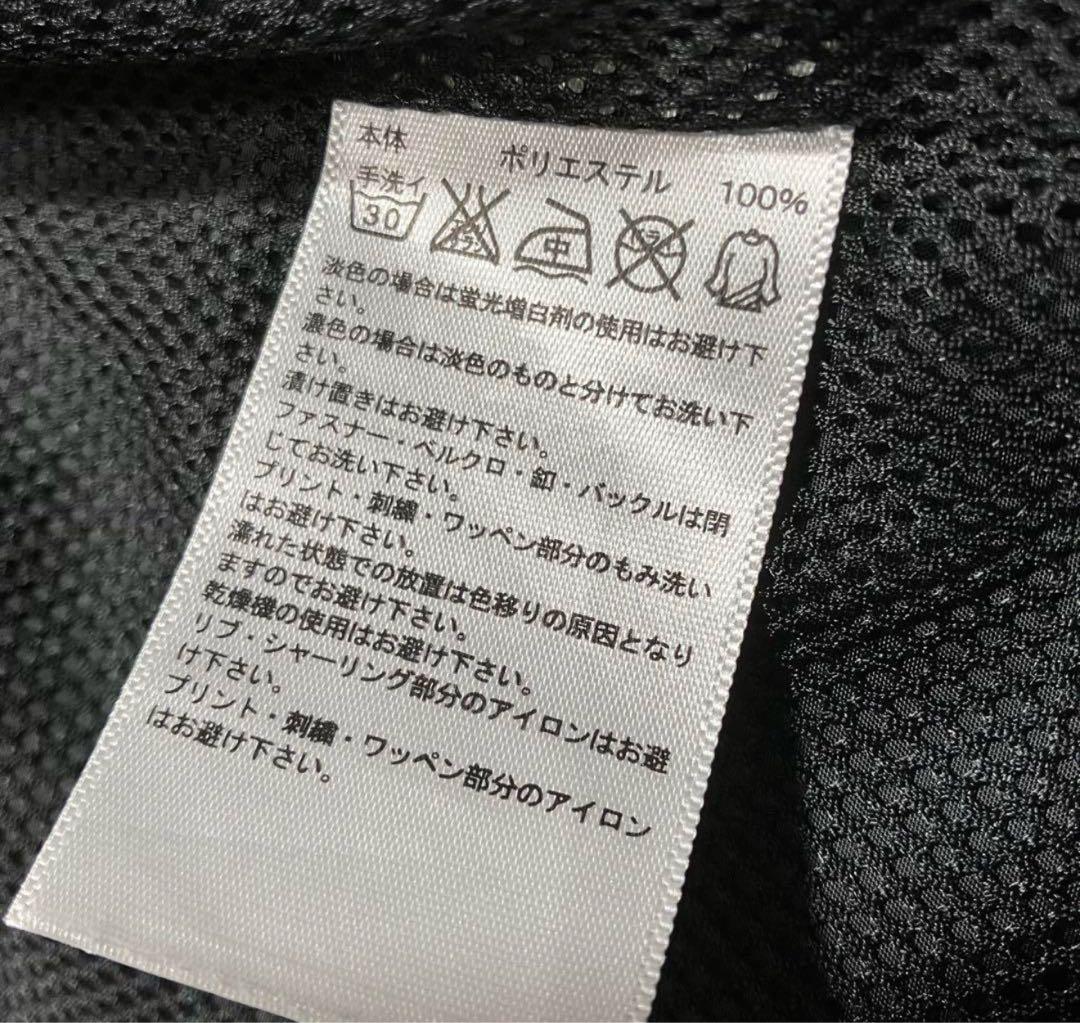 本体 ポリエステル 100%
手洗イ
30 エンソサラシ 中 ドライ
淡色の場合は蛍光増白剤の使用はお避け下
さい。
濃色の場合は淡色のものと分けてお洗い下
さい。
漬け置きはお避け下さい。
ファスナー・ベルクロ・釦・バックルは閉
じてお洗い下さい。
プリント・刺繍・ワッペン部分のもみ洗い
はお避け下さい。
濡れた状態での放置は色移りの原因となり
ますのでお避け下さい。
乾燥機の使用はお避け下さい。
リブ・シャーリング部分のアイロンはお避
け下さい。
プリント・刺繍・ワッペン部分のアイロン
はお避け下さい。